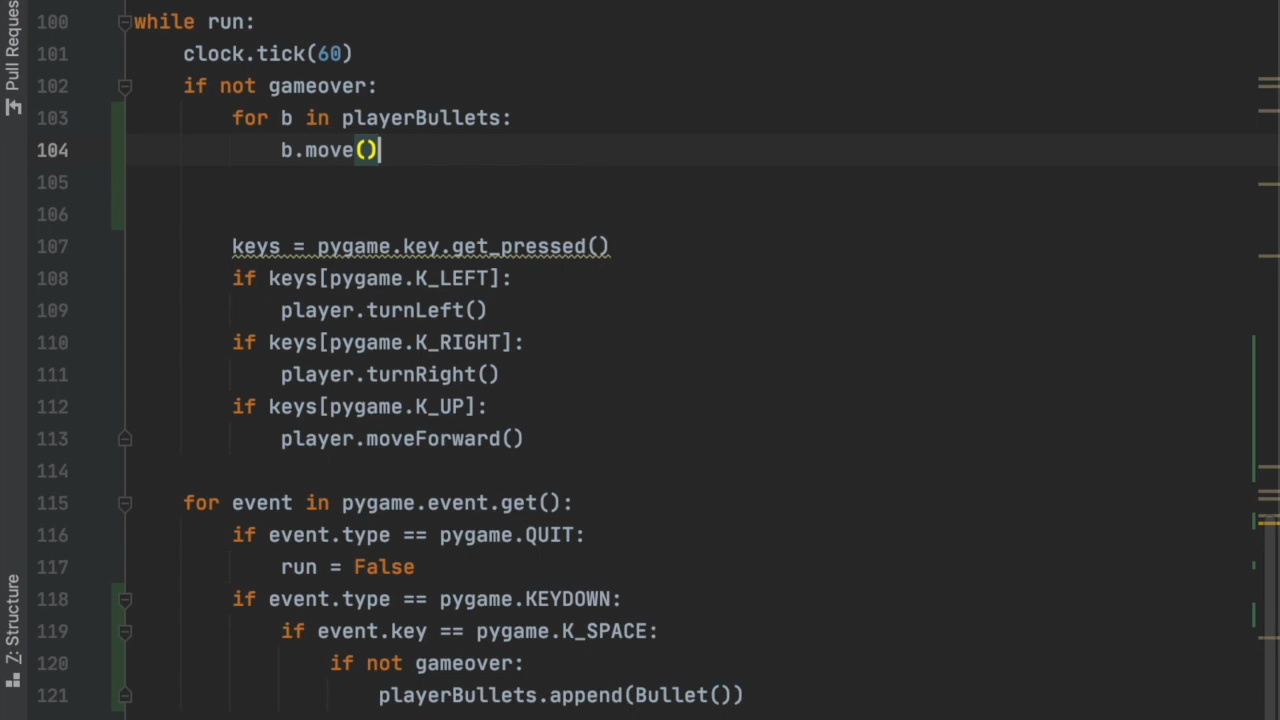 Pull Reques
100 while run:
101 clock.tick(60)
102 if not gameover:
103 for b in playerBullets:
104 b.move()
105
106
107 keys = pygame.key.get_pressed()
108 if keys[pygame.K_LEFT]:
109 player.turnLeft()
110 if keys[pygame.K_RIGHT]:
111 player.turnRight()
112 if keys[pygame.K_UP]:
113 player.moveForward()
114
115 for event in pygame.event.get():
116 if event.type == pygame.QUIT:
117 run = False
118 if event.type == pygame.KEYDOWN:
119 if event.key == pygame.K_SPACE:
120 if not gameover:
121 playerBullets.append(Bullet())
Z: Structure